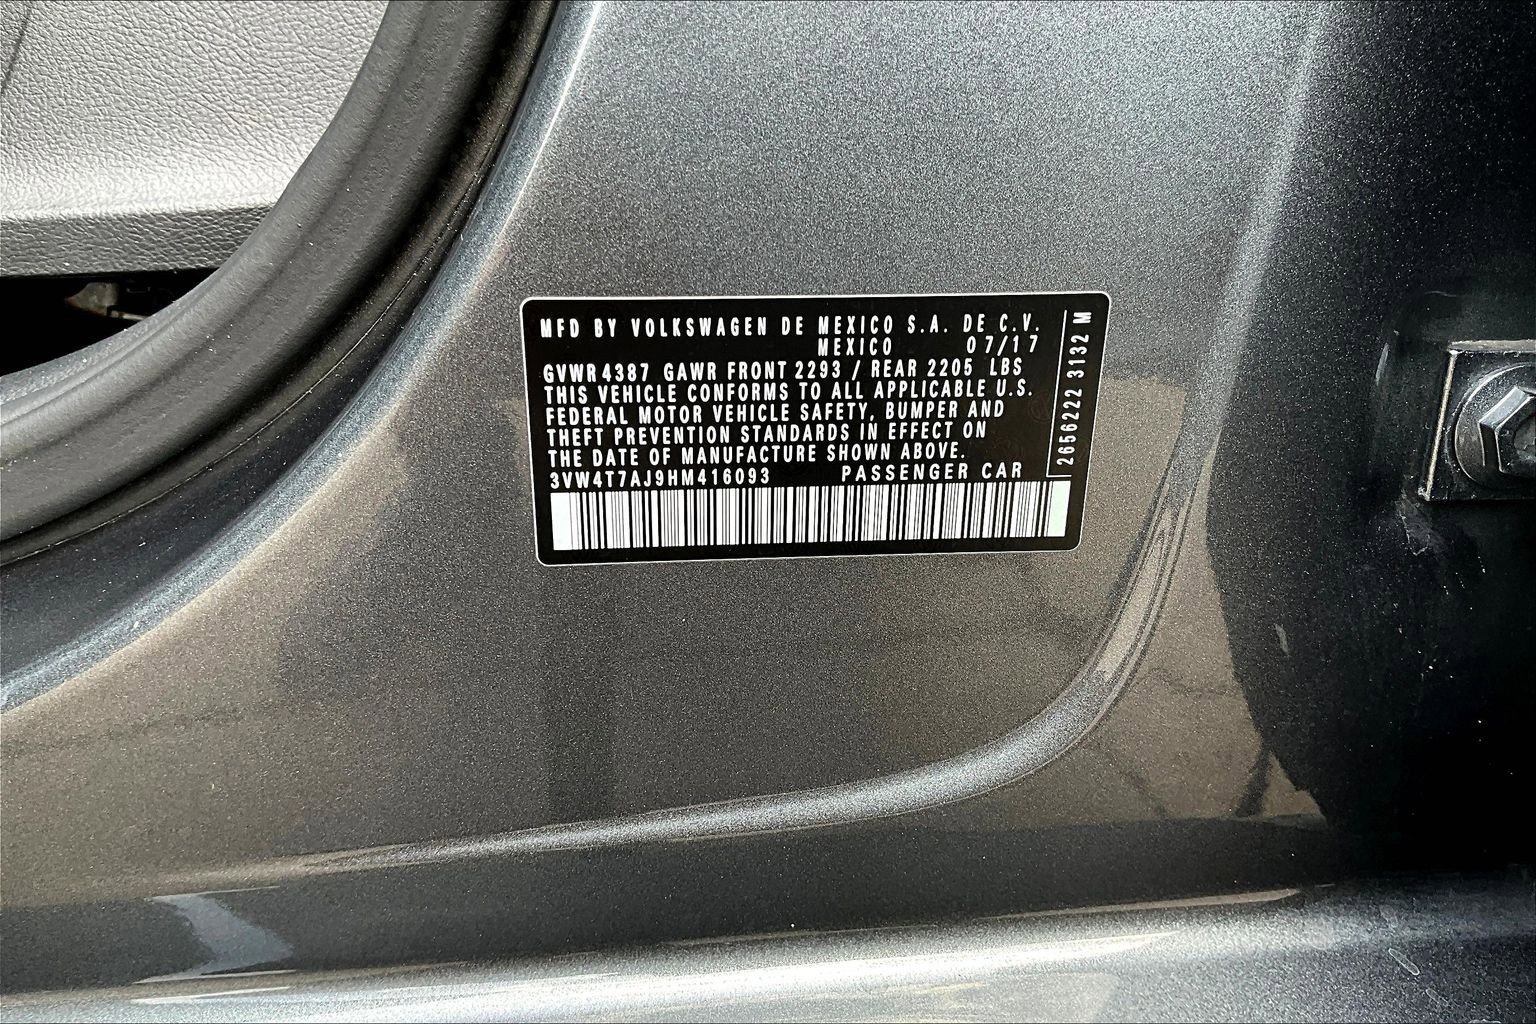 MFD BY VOLKSWAGEN DE MEXICO S.A. DE C.V.
MEXICO 07/17
GVWR 4387 GAWR FRONT 2293 / REAR 2205 LBS
THIS VEHICLE CONFORMS TO ALL APPLICABLE U.S.
FEDERAL MOTOR VEHICLE SAFETY, BUMPER AND
THEFT PREVENTION STANDARDS IN EFFECT ON
THE DATE OF MANUFACTURE SHOWN ABOVE.
3VW4T7AJ9HM416093 PASSENGER CAR
2656222 3132 M